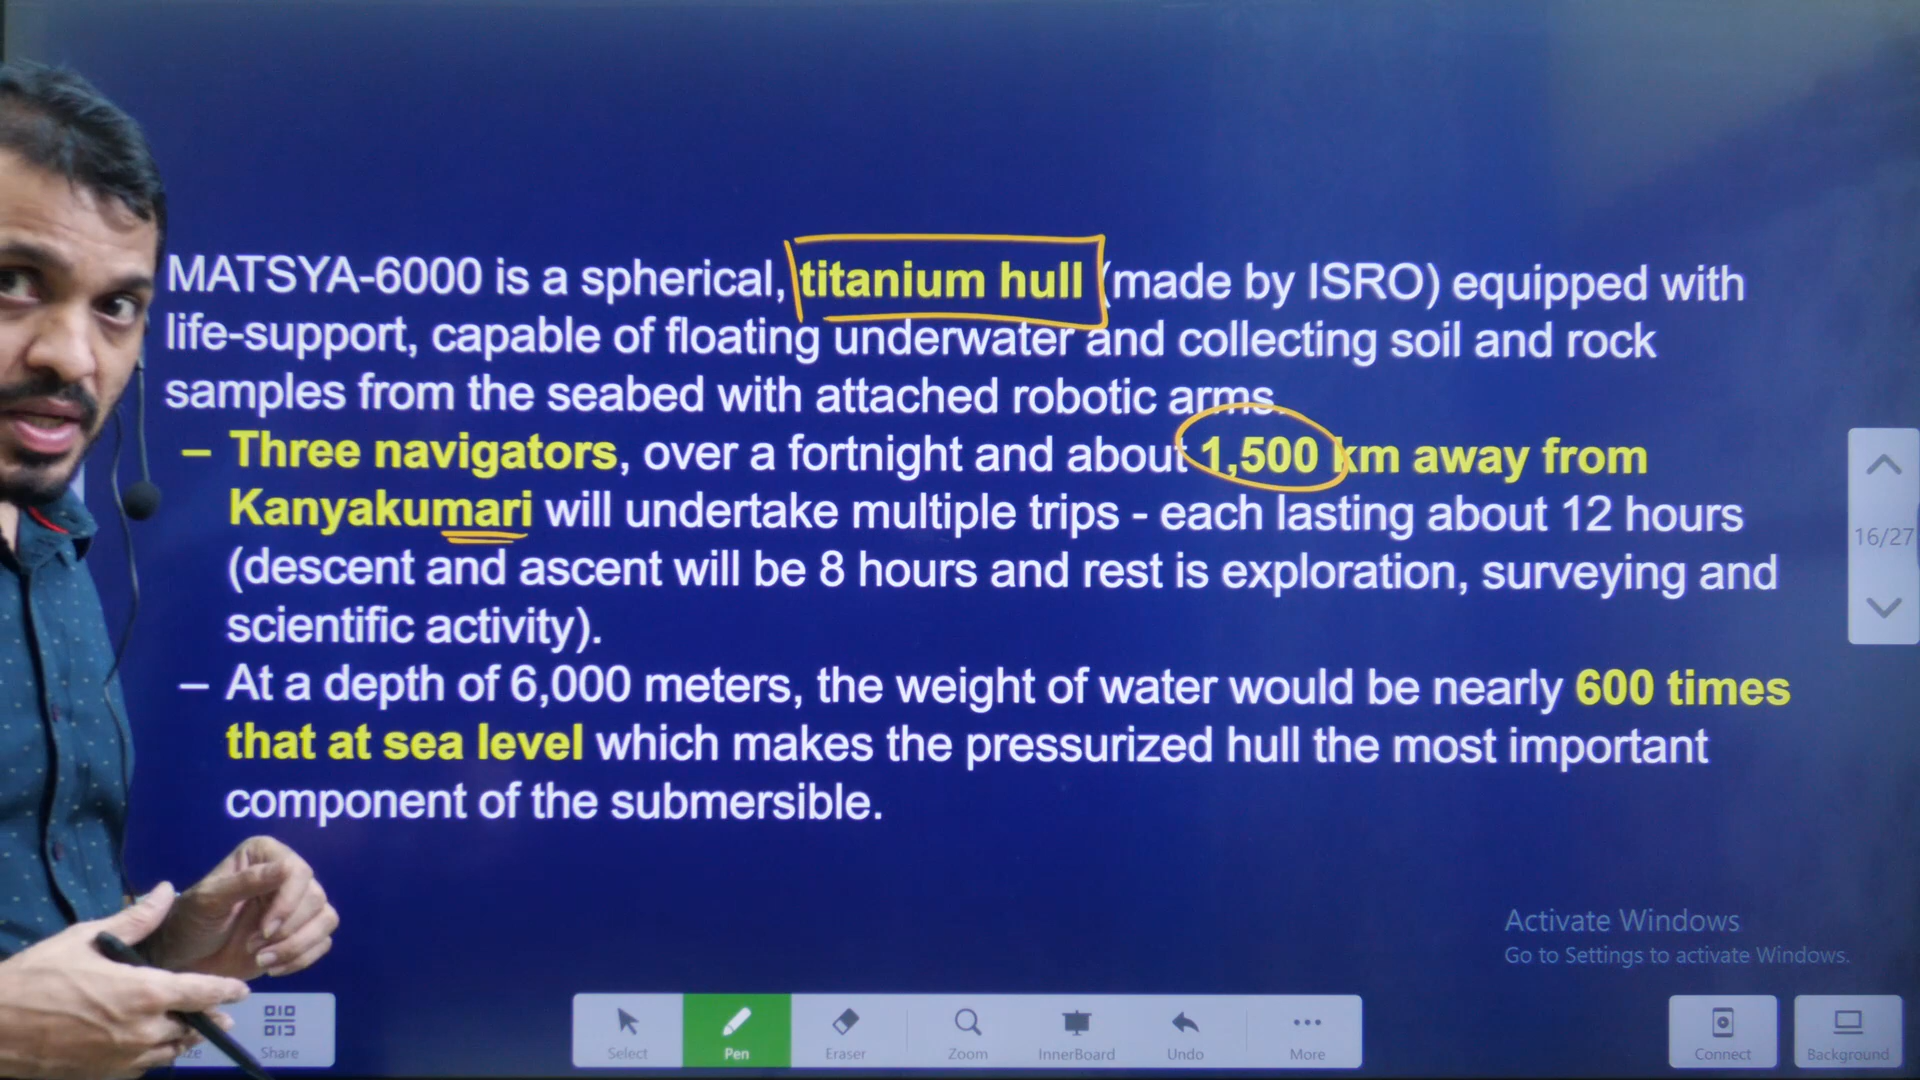 MATSYA-6000 is a spherical, titanium hull (made by ISRO) equipped with
life-support, capable of floating underwater and collecting soil and rock
samples from the seabed with attached robotic arms.
– Three navigators, over a fortnight and about 1,500 km away from
Kanyakumari will undertake multiple trips - each lasting about 12 hours
(descent and ascent will be 8 hours and rest is exploration, surveying and
scientific activity).
– At a depth of 6,000 meters, the weight of water would be nearly 600 times
that at sea level which makes the pressurized hull the most important
component of the submersible.
16/27
Activate Windows
Go to Settings to activate Windows.
Share
Select
Pen
Eraser
Zoom
InnerBoard
Undo
More
Connect
Background